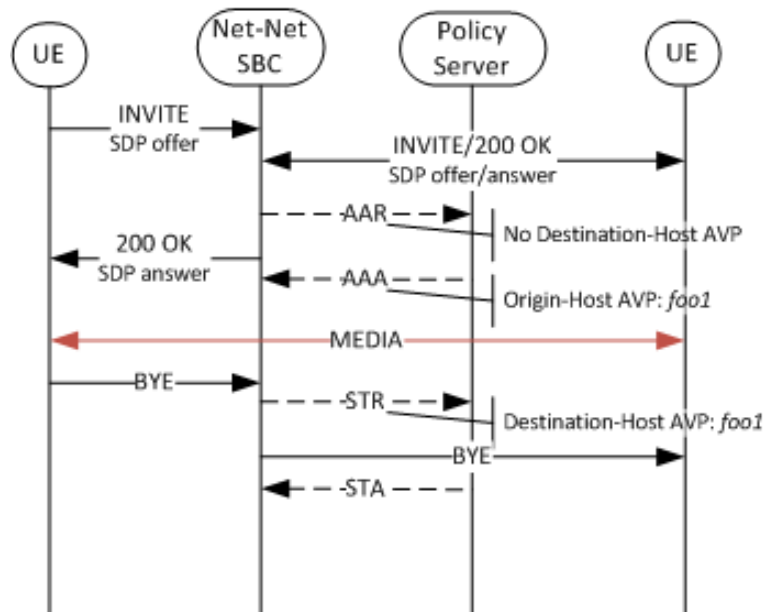 UE
Net-Net
SBC
Policy
Server
UE
INVITE
SDP offer
INVITE/200 OK
SDP offer/answer
AAR
No Destination-Host AVP
200 OK
SDP answer
AAA
Origin-Host AVP: foo1
MEDIA
BYE
STR
Destination-Host AVP: foo1
BYE
STA